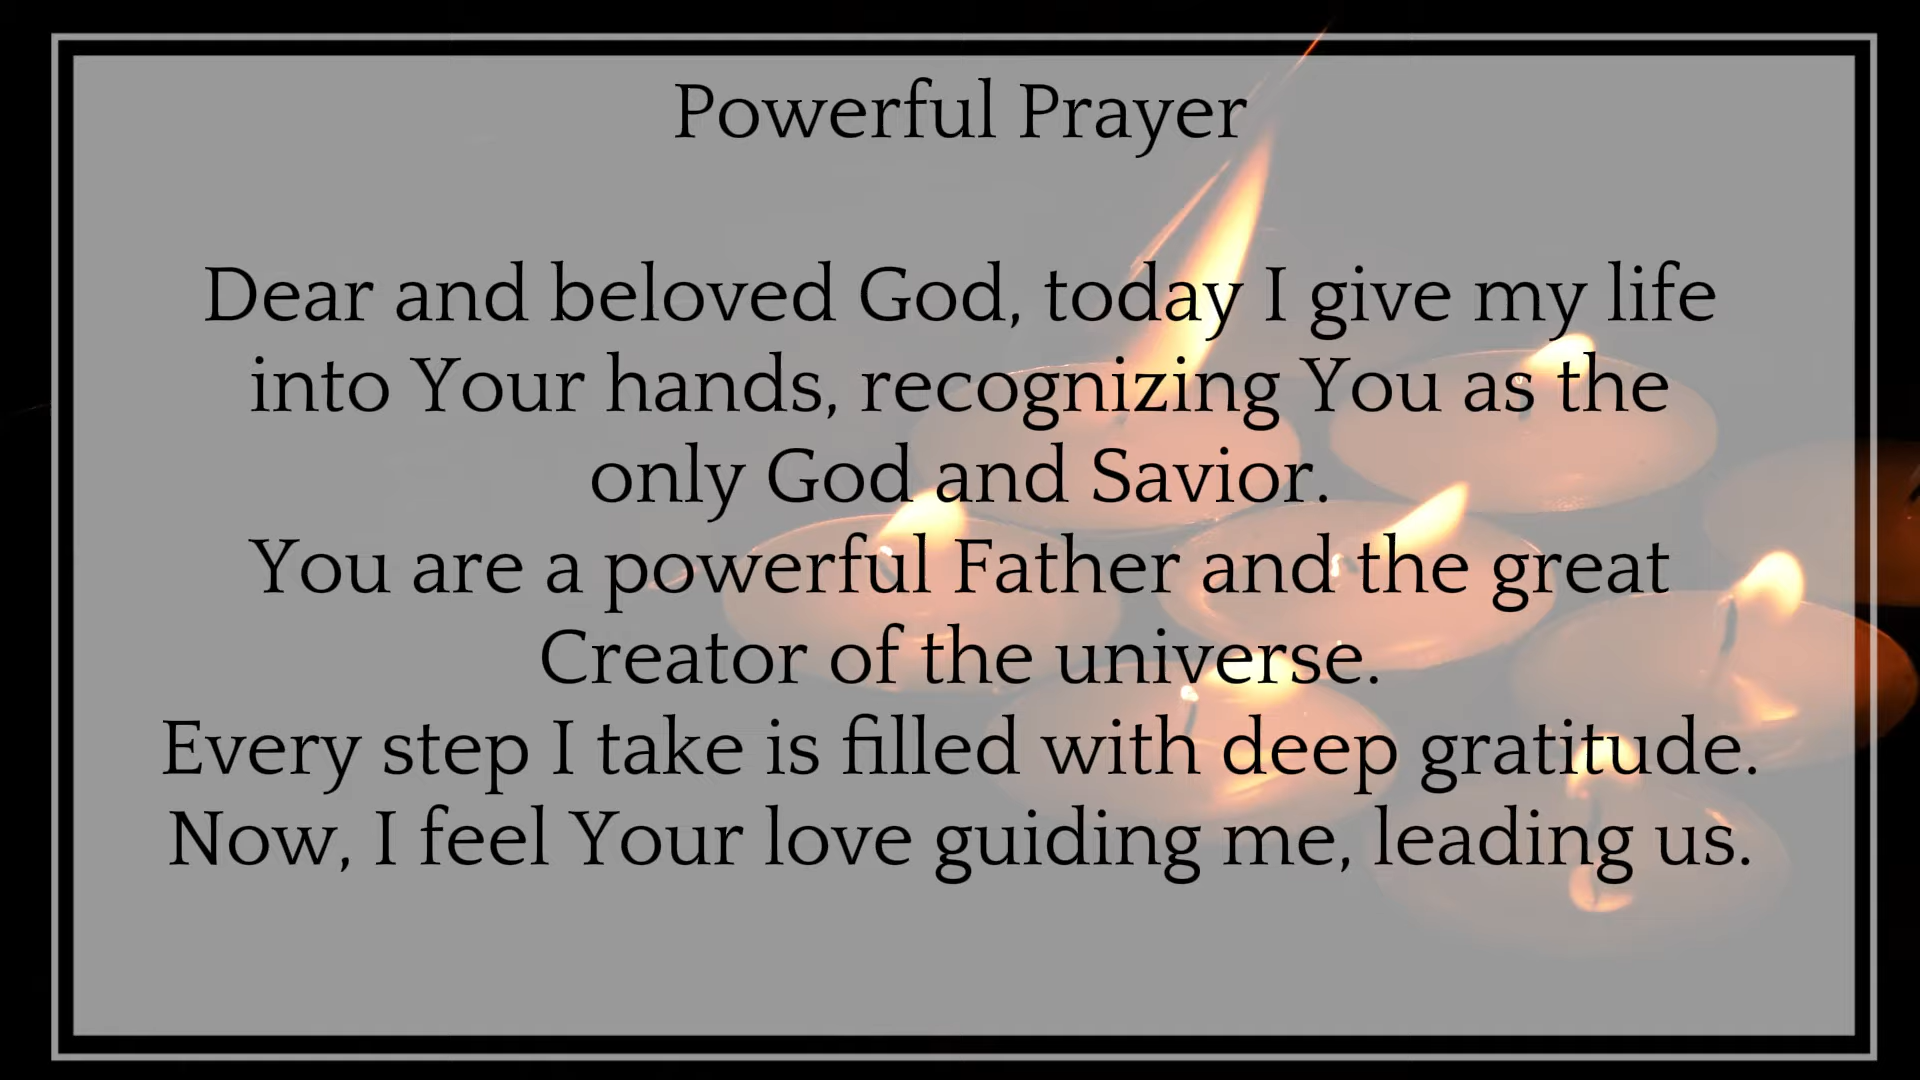 Powerful Prayer
Dear and beloved God, today I give my life
into Your hands, recognizing You as the
only God and Savior.
You are a powerful Father and the great
Creator of the universe.
Every step I take is filled with deep gratitude.
Now, I feel Your love guiding me, leading us.